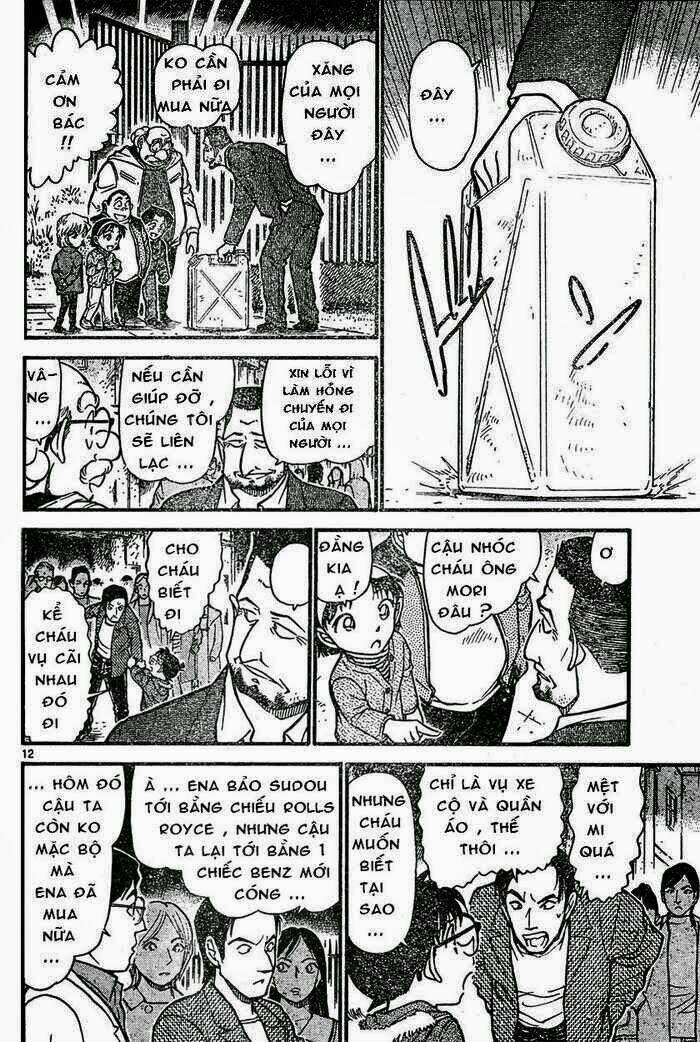 ĐÂY
...
XĂNG
CỦA MỌI
NGƯỜI
ĐÂY
...
KO CẦN
PHẢI ĐI
MUA NỮA
CẢM
ƠN
BÁC
!!
XIN LỖI VÌ
LÀM HỎNG
CHUYẾN ĐI
CỦA MỌI
NGƯỜI ...
NẾU CẦN
GIÚP ĐỠ ,
CHÚNG TÔI
SẼ LIÊN
LẠC ...
VÂ-
NG
...
Ơ
CẬU NHÓC
CHÁU ÔNG
MORI
ĐÂU ?
ĐẰNG
KIA
Ạ !
CHO
CHÁU
BIẾT
ĐI
KỂ
CHÁU
VỤ CÃI
NHAU
ĐÓ
ĐI
12
MỆT
VỚI
MI
QUÁ .
CHỈ LÀ VỤ XE
CỘ VÀ QUẦN
ÁO , THẾ
THÔI ...
NHƯNG
CHÁU
MUỐN
BIẾT
TẠI
SAO ...
À ... ENA BẢO SUDOU
TỚI BẰNG CHIẾU ROLLS
ROYCE , NHƯNG CẬU
TA LẠI TỚI BẰNG 1
CHIẾC BENZ MỚI
CÓNG ...
... HÔM ĐÓ
CẬU TA
CÒN KO
MẶC BỘ
MÀ
ENA ĐÃ
MUA
NỮA ...